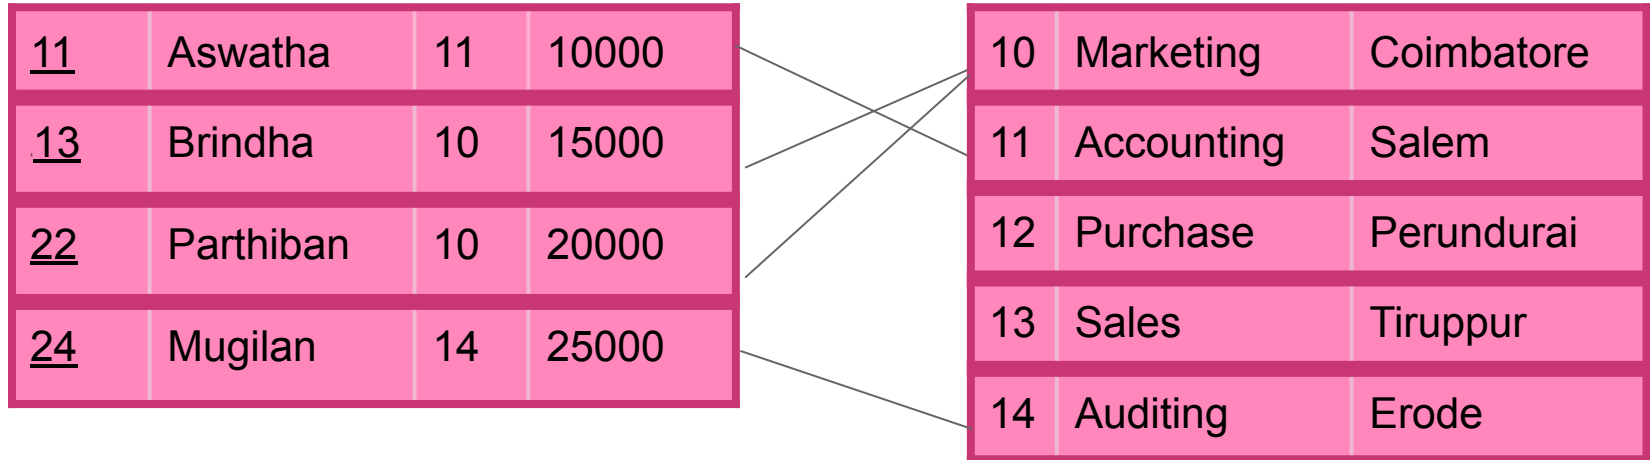 11 Aswatha 11 10000
13 Brindha 10 15000
22 Parthiban 10 20000
24 Mugilan 14 25000
10 Marketing Coimbatore
11 Accounting Salem
12 Purchase Perundurai
13 Sales Tiruppur
14 Auditing Erode